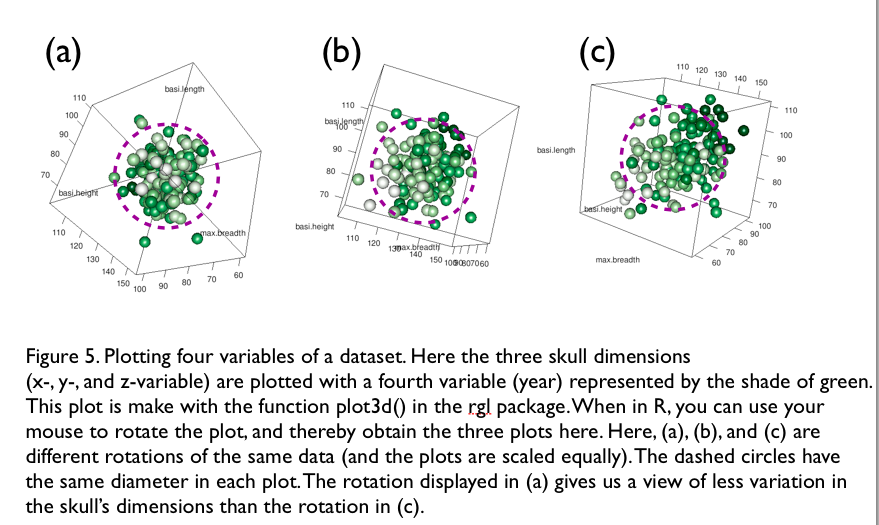 (a) (b) (c)
basi.length
110
100
90
80
70
basi.height
110
120
130
140
150
100
90
80
70
60
max.breadth
110
basi.length
100
90
80
70
basi.height
110
120
130
max.breadth
140
150
100
90
80
70
60
110
120
130
140
150
basi.length
110
100
90
80
70
basi.height
100
90
80
70
60
max.breadth
Figure 5. Plotting four variables of a dataset. Here the three skull dimensions
(x-, y-, and z-variable) are plotted with a fourth variable (year) represented by the shade of green.
This plot is make with the function plot3d() in the rgl package. When in R, you can use your
mouse to rotate the plot, and thereby obtain the three plots here. Here, (a), (b), and (c) are
different rotations of the same data (and the plots are scaled equally). The dashed circles have
the same diameter in each plot. The rotation displayed in (a) gives us a view of less variation in
the skull's dimensions than the rotation in (c).